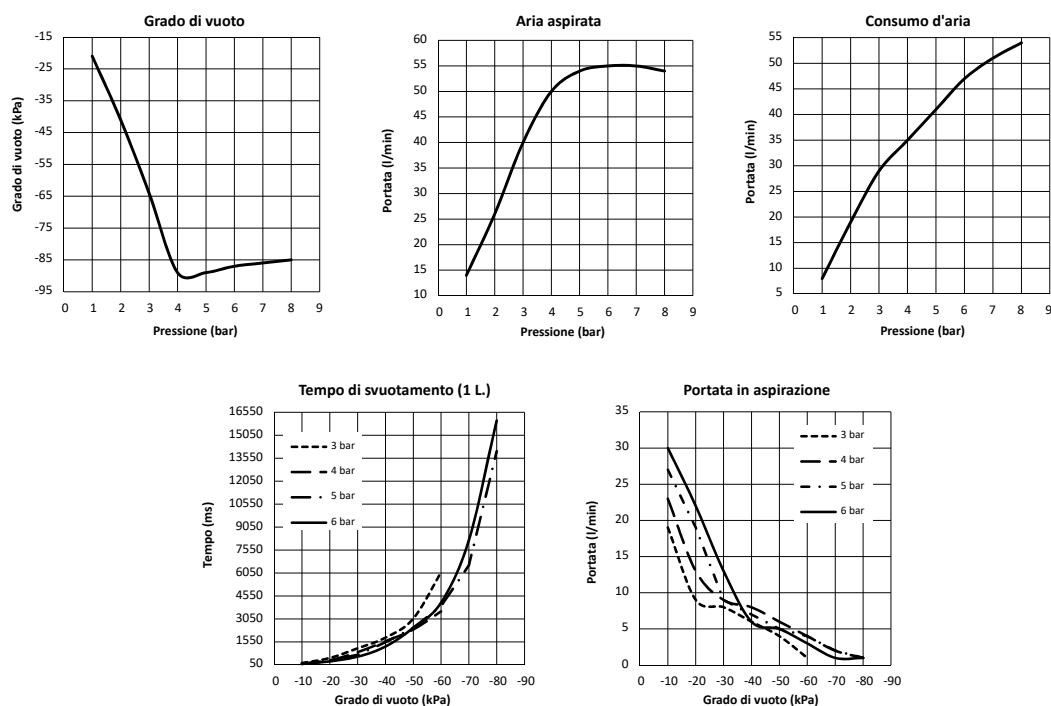 Grado di vuoto
-15
-25
-35
-45
-55
-65
-75
-85
-95
Grado di vuoto (kPa)
0 1 2 3 4 5 6 7 8 9
Pressione (bar)
Aria aspirata
60
55
50
45
40
35
30
25
20
15
10
Portata (l/min)
0 1 2 3 4 5 6 7 8 9
Pressione (bar)
Consumo d'aria
55
50
45
40
35
30
25
20
15
10
5
Portata (l/min)
0 1 2 3 4 5 6 7 8 9
Pressione (bar)
Tempo di svuotamento (1 L.)
16550
15050
13550
12050
10550
9050
7550
6050
4550
3050
1550
50
Tempo (ms)
3 bar
4 bar
5 bar
6 bar
0 -10 -20 -30 -40 -50 -60 -70 -80 -90
Grado di vuoto (kPa)
Portata in aspirazione
35
30
25
20
15
10
5
0
Portata (l/min)
3 bar
4 bar
5 bar
6 bar
0 -10 -20 -30 -40 -50 -60 -70 -80 -90
Grado di vuoto (kPa)